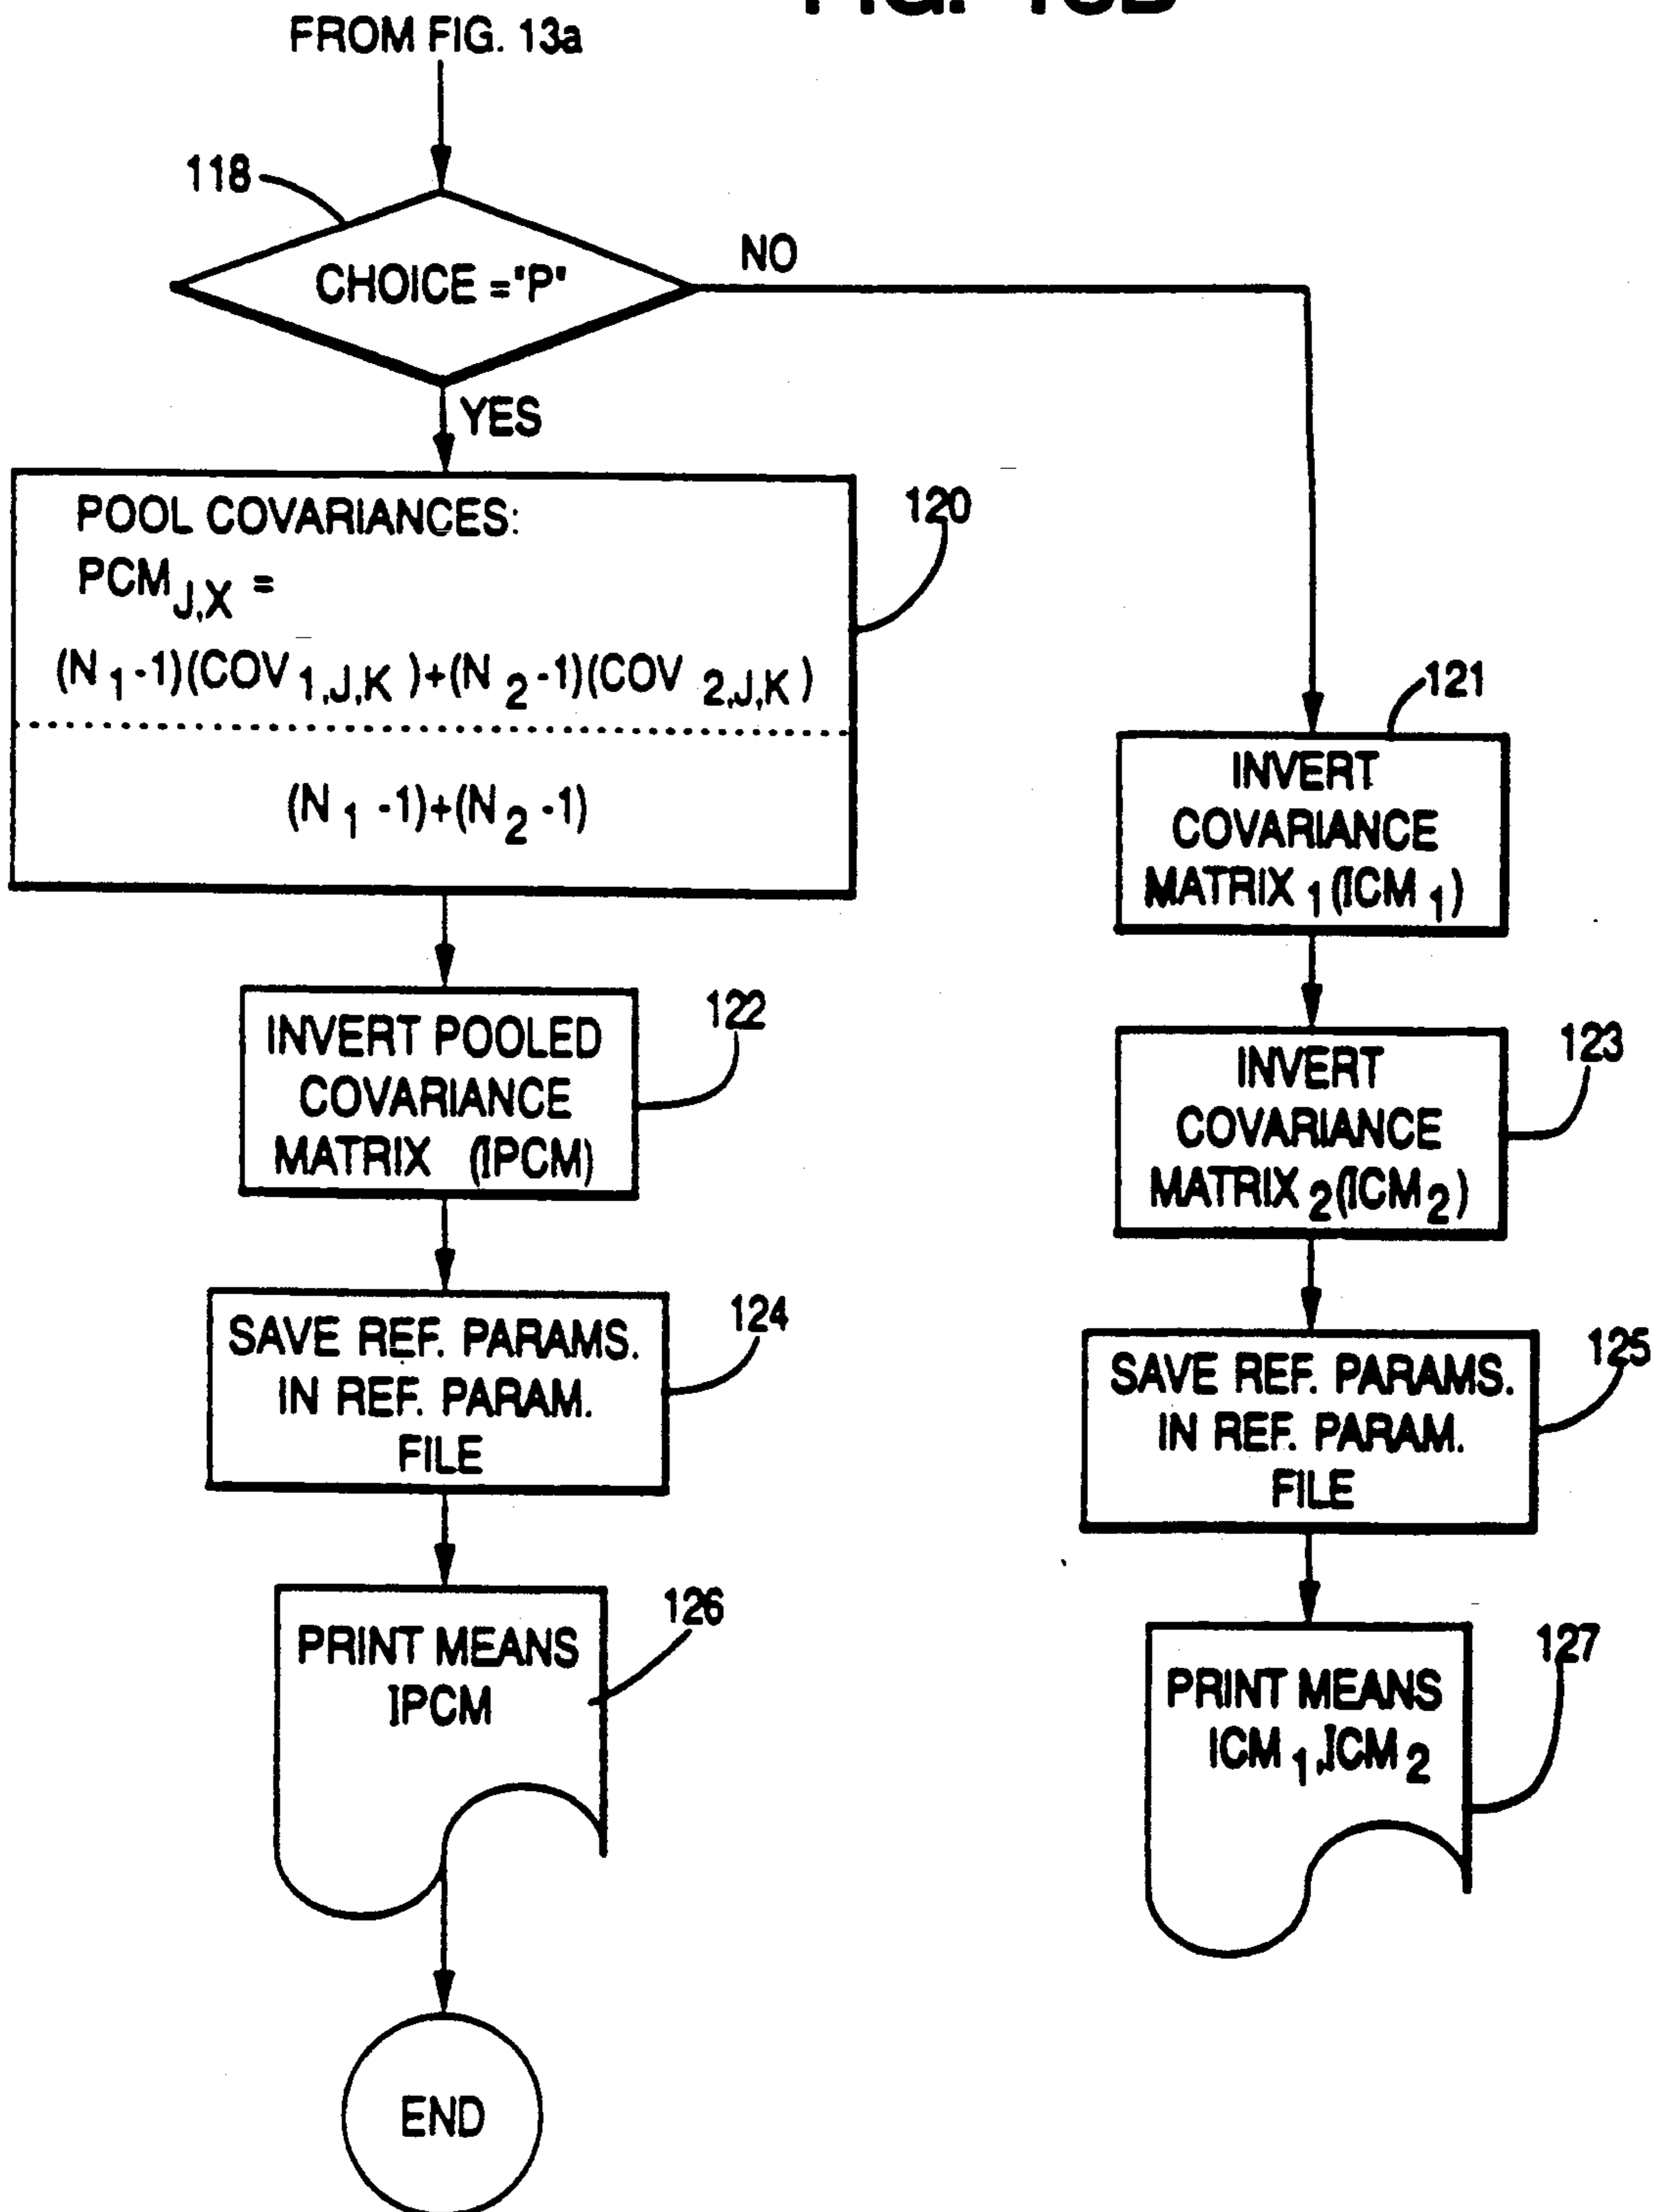 FROM FIG. 13a
118
CHOICE ="P"
NO
YES
POOL COVARIANCES:
PCM J,X =
(N 1 -1)(COV 1,J,K )+(N 2 -1)(COV 2,J,K )
(N 1 -1)+(N 2 -1)
120
121
INVERT
COVARIANCE
MATRIX 1 (ICM 1 )
INVERT POOLED
COVARIANCE
MATRIX (IPCM)
122
INVERT
COVARIANCE
MATRIX 2 (ICM 2 )
123
SAVE REF. PARAMS.
IN REF. PARAM.
FILE
124
SAVE REF. PARAMS.
IN REF. PARAM.
FILE
125
PRINT MEANS
IPCM
126
PRINT MEANS
ICM 1 ,ICM 2
127
END